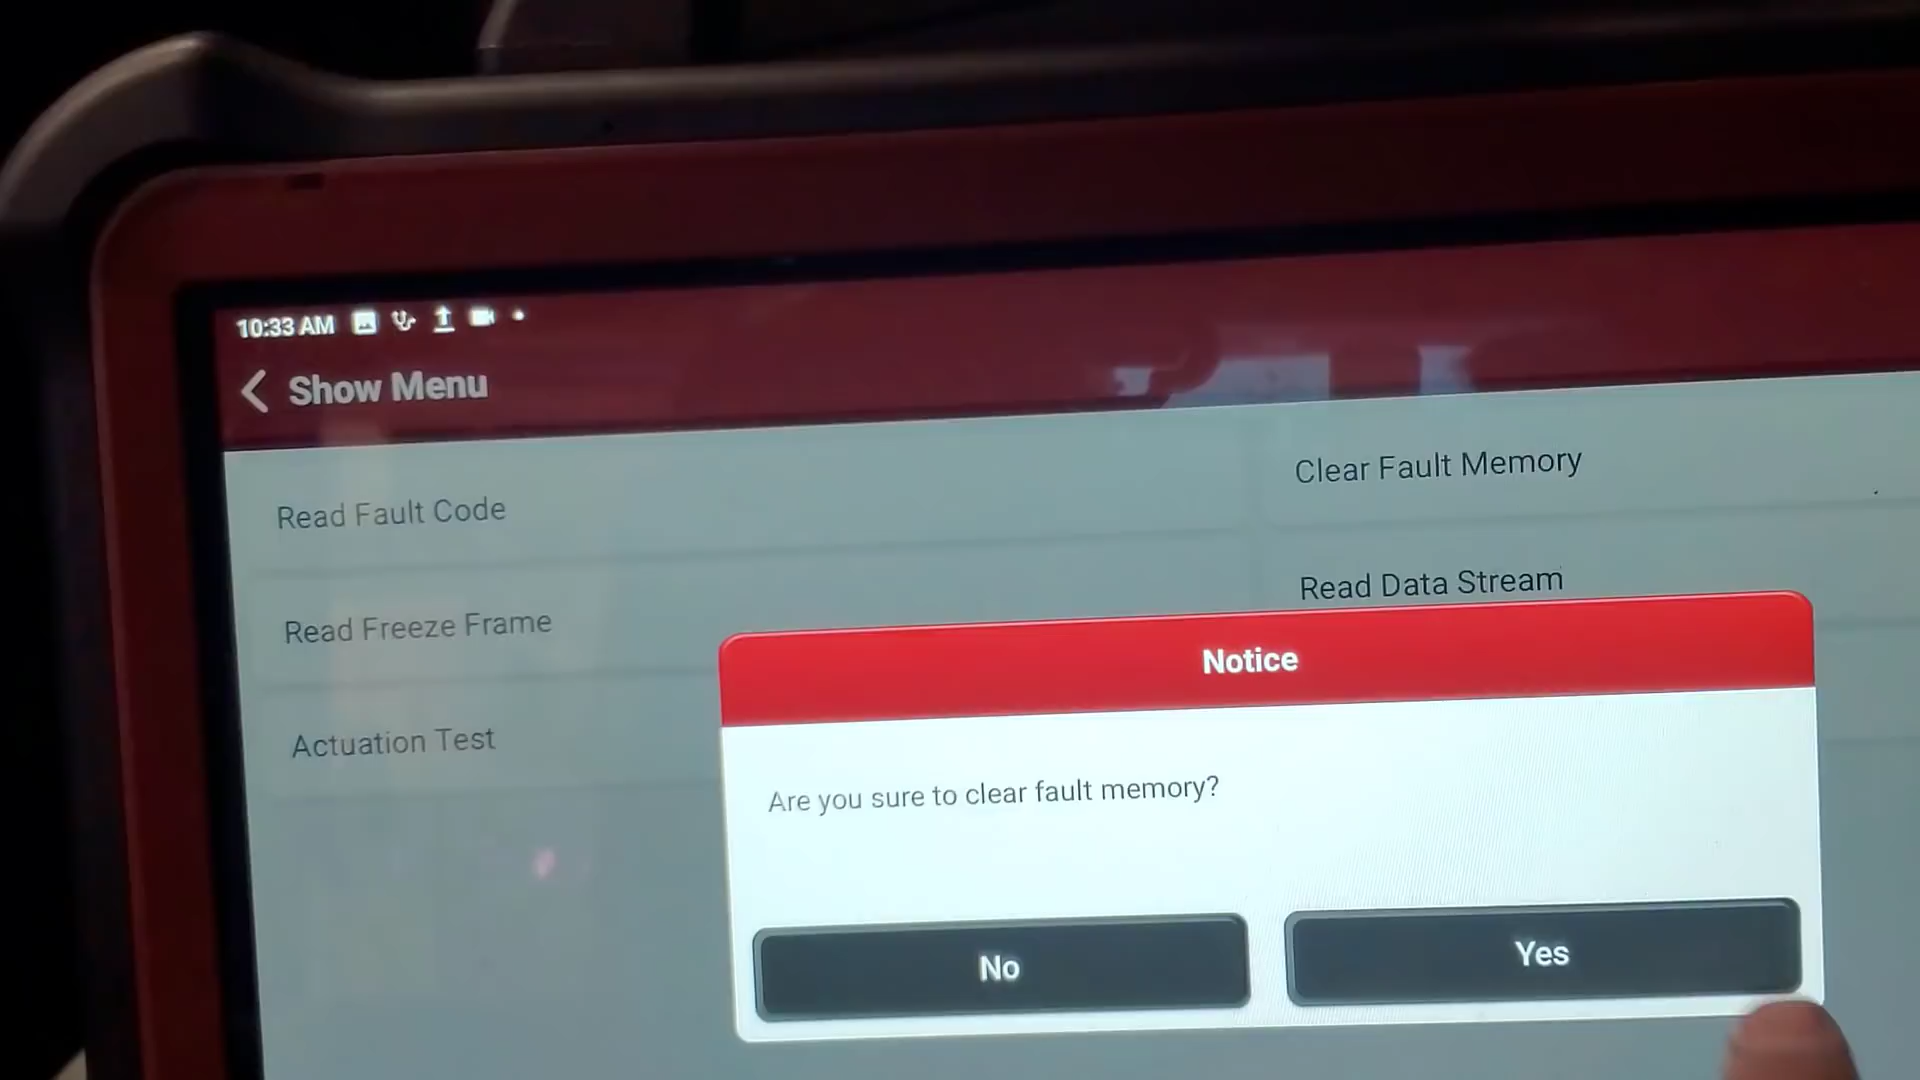 10:33 AM
Show Menu
Read Fault Code
Clear Fault Memory
Read Freeze Frame
Read Data Stream
Actuation Test
Notice
Are you sure to clear fault memory?
No
Yes